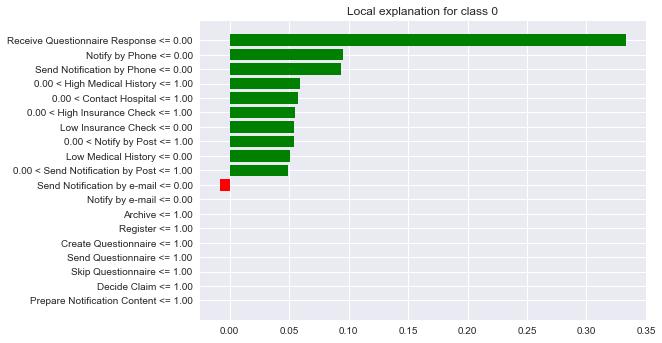 Local explanation for class 0
Receive Questionnaire Response <= 0.00
Notify by Phone <= 0.00
Send Notification by Phone <= 0.00
0.00 < High Medical History <= 1.00
0.00 < Contact Hospital <= 1.00
0.00 < High Insurance Check <= 1.00
Low Insurance Check <= 0.00
0.00 < Notify by Post <= 1.00
Low Medical History <= 0.00
0.00 < Send Notification by Post <= 1.00
Send Notification by e-mail <= 0.00
Notify by e-mail <= 0.00
Archive <= 1.00
Register <= 1.00
Create Questionnaire <= 1.00
Send Questionnaire <= 1.00
Skip Questionnaire <= 1.00
Decide Claim <= 1.00
Prepare Notification Content <= 1.00
0.00 0.05 0.10 0.15 0.20 0.25 0.30 0.35